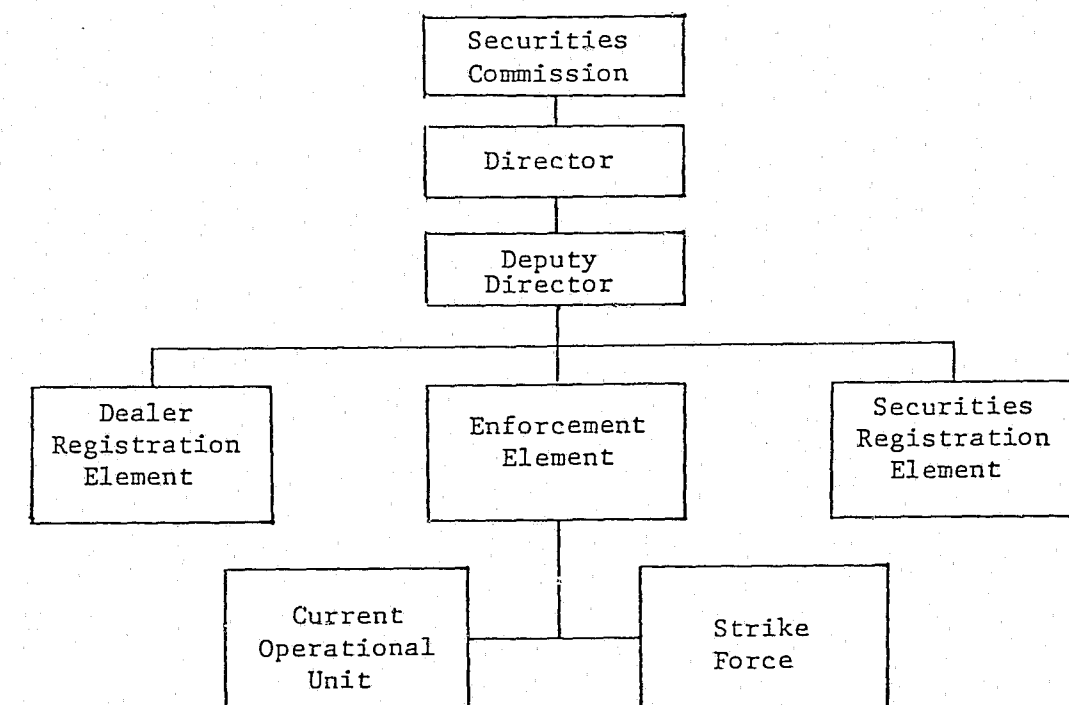 Securities
Commission
Director
Deputy
Director
Dealer
Registration
Element
Enforcement
Element
Securities
Registration
Element
Current
Operational
Unit
Strike
Force